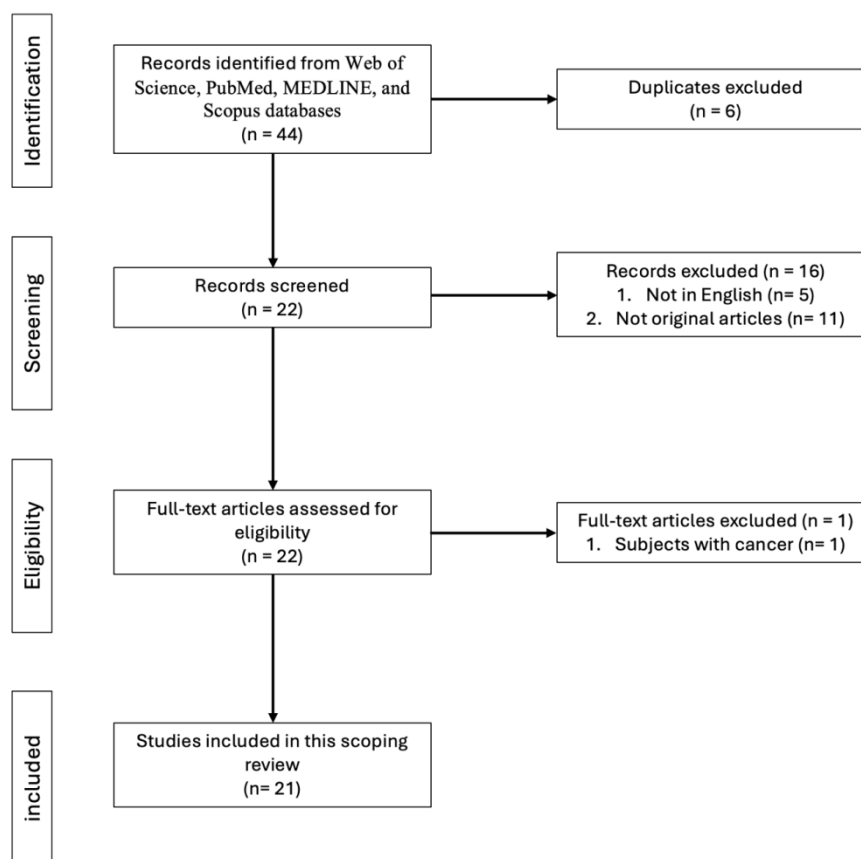 Identification
Records identified from Web of
Science, PubMed, MEDLINE, and
Scopus databases
(n = 44)
Duplicates excluded
(n = 6)
Screening
Records screened
(n = 22)
Records excluded (n = 16)
1. Not in English (n= 5)
2. Not original articles (n= 11)
Eligibility
Full-text articles assessed for
eligibility
(n = 22)
Full-text articles excluded (n = 1)
1. Subjects with cancer (n= 1)
included
Studies included in this scoping
review
(n= 21)